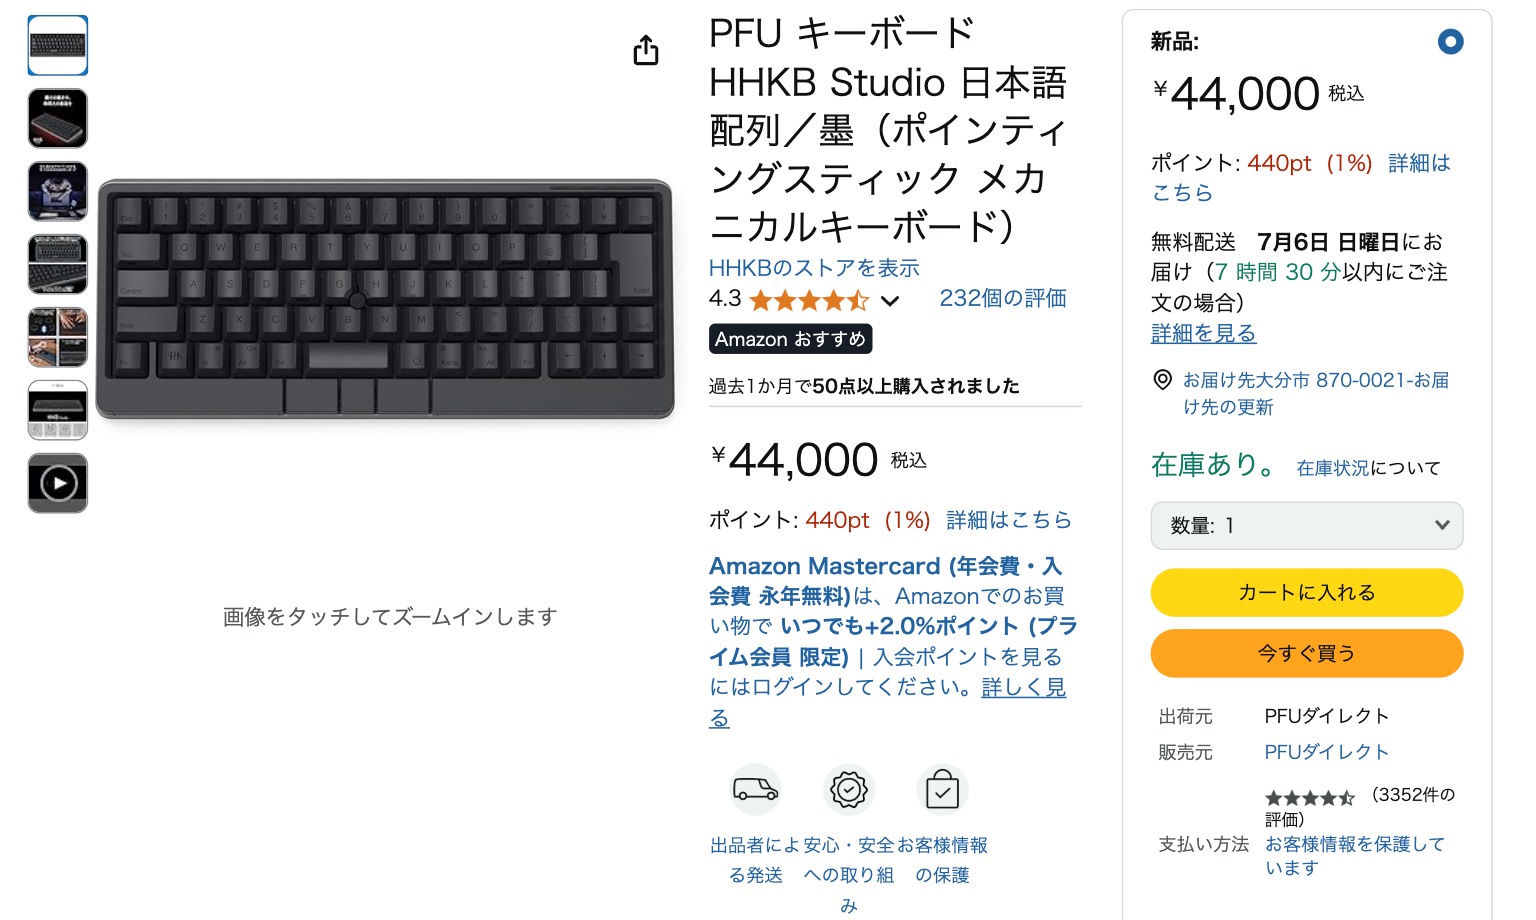 PFU キーボード
HHKB Studio 日本語
配列／墨（ポインティ
ングスティック メカ
ニカルキーボード）
HHKBのストアを表示
4.3
232個の評価
Amazon おすすめ
過去1か月で50点以上購入されました
¥44,000 税込
ポイント: 440pt (1%) 詳細はこちら
Amazon Mastercard (年会費・入
会費 永年無料)は、Amazonでのお買
い物で いつでも+2.0%ポイント (プラ
イム会員 限定) | 入会ポイントを見る
にはログインしてください。詳しく見
る
出品者によ
る発送
安心・安全
への取り組
み
お客様情報
の保護
画像をタッチしてズームインします
新品:
¥44,000 税込
ポイント: 440pt (1%) 詳細は
こちら
無料配送 7月6日 日曜日にお
届け（7 時間 30 分以内にご注
文の場合）
詳細を見る
お届け先大分市 870-0021-お届
け先の更新
在庫あり。 在庫状況について
数量: 1
カートに入れる
今すぐ買う
出荷元 PFUダイレクト
販売元 PFUダイレクト
（3352件の
評価）
支払い方法 お客様情報を保護して
います